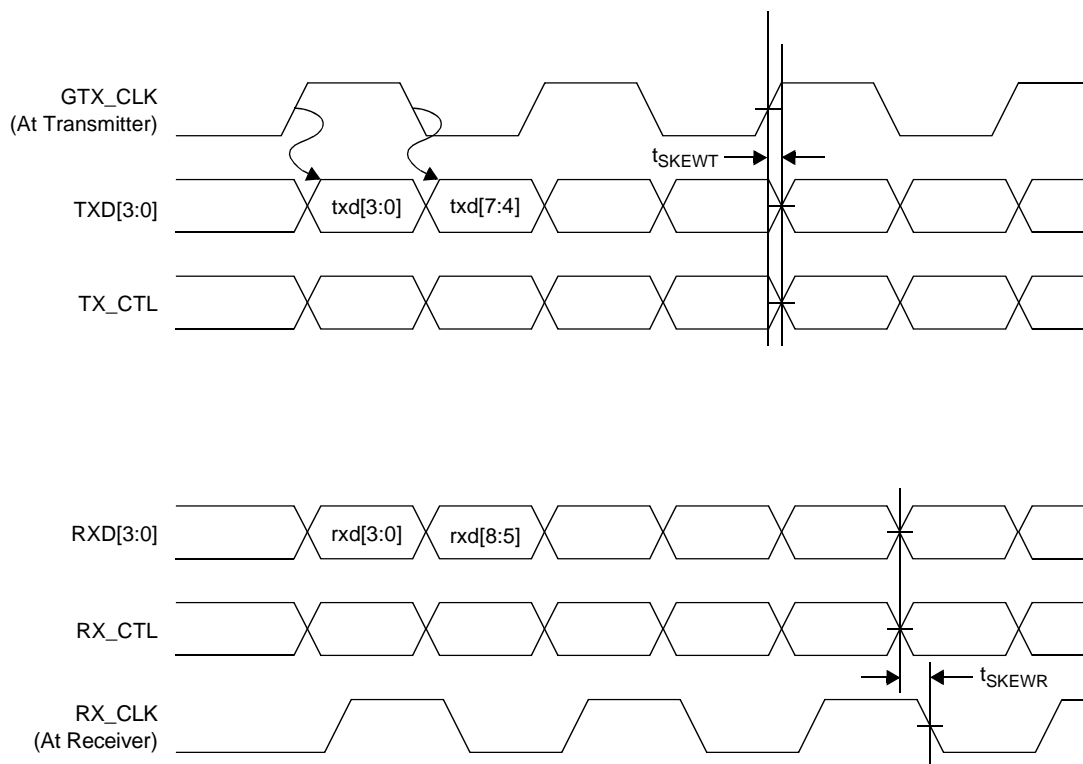 GTX_CLK
(At Transmitter)
tSKEWT
TXD[3:0]
txd[3:0]
txd[7:4]
TX_CTL
RXD[3:0]
rxd[3:0]
rxd[8:5]
RX_CTL
tSKEWR
RX_CLK
(At Receiver)